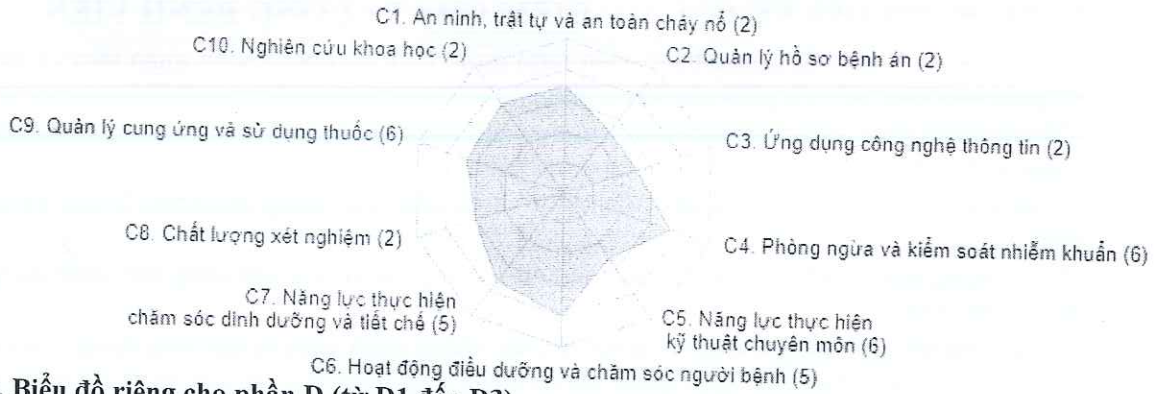 C1. An ninh, trật tự và an toàn cháy nổ (2)
C10. Nghiên cứu khoa học (2)
C2. Quản lý hồ sơ bệnh án (2)
C9. Quản lý cung ứng và sử dụng thuốc (6)
C3. Ứng dụng công nghệ thông tin (2)
C8. Chất lượng xét nghiệm (2)
C4. Phòng ngừa và kiểm soát nhiễm khuẩn (6)
C7. Năng lực thực hiện
chăm sóc dinh dưỡng và tiết chế (5)
C5. Năng lực thực hiện
kỹ thuật chuyên môn (6)
C6. Hoạt động điều dưỡng và chăm sóc người bệnh (5)
Biểu đồ riêng cho phần D (từ D1 đến D3)